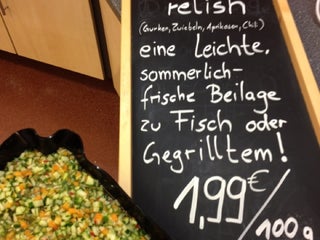 relish
(Gurken, Zwiebeln, Aprikosen, Chili)
eine Leichte,
sommerlich-
frische Beilage
zu Fisch oder
Gegrilltem!
1,99€/100g